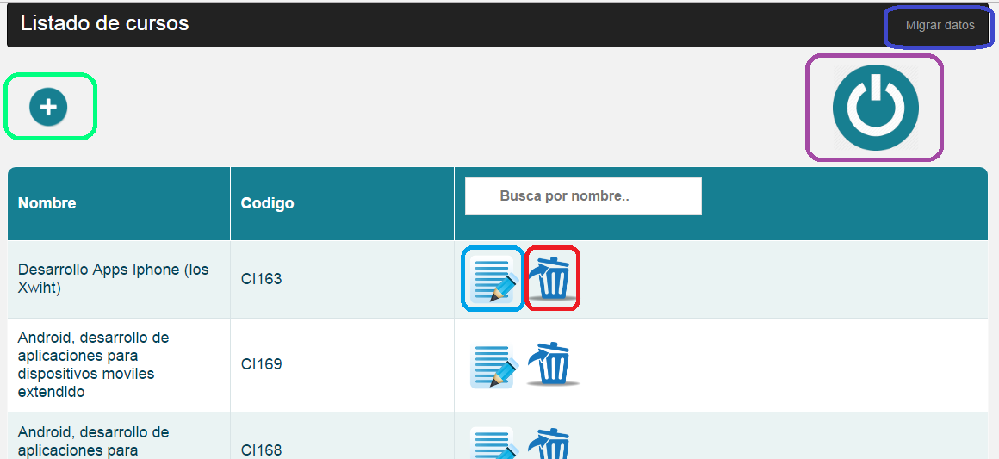 Listado de cursos
Migrar datos
Nombre
Codigo
Busca por nombre..
Desarrollo Apps Iphone (los
Xwiht)
CI163
Android, desarrollo de
aplicaciones para
dispositivos moviles
extendido
CI169
Android, desarrollo de
aplicaciones para
CI168